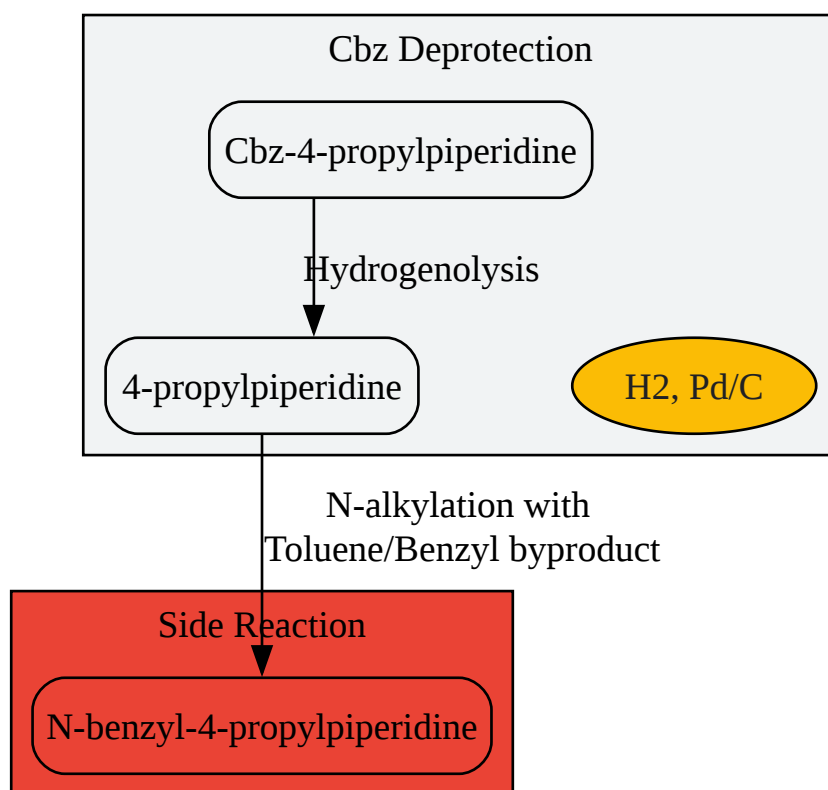 Cbz Deprotection
Cbz-4-propylpiperidine
Hydrogenolysis
4-propylpiperidine
H2, Pd/C
N-alkylation with
Toluene/Benzyl byproduct
Side Reaction
N-benzyl-4-propylpiperidine